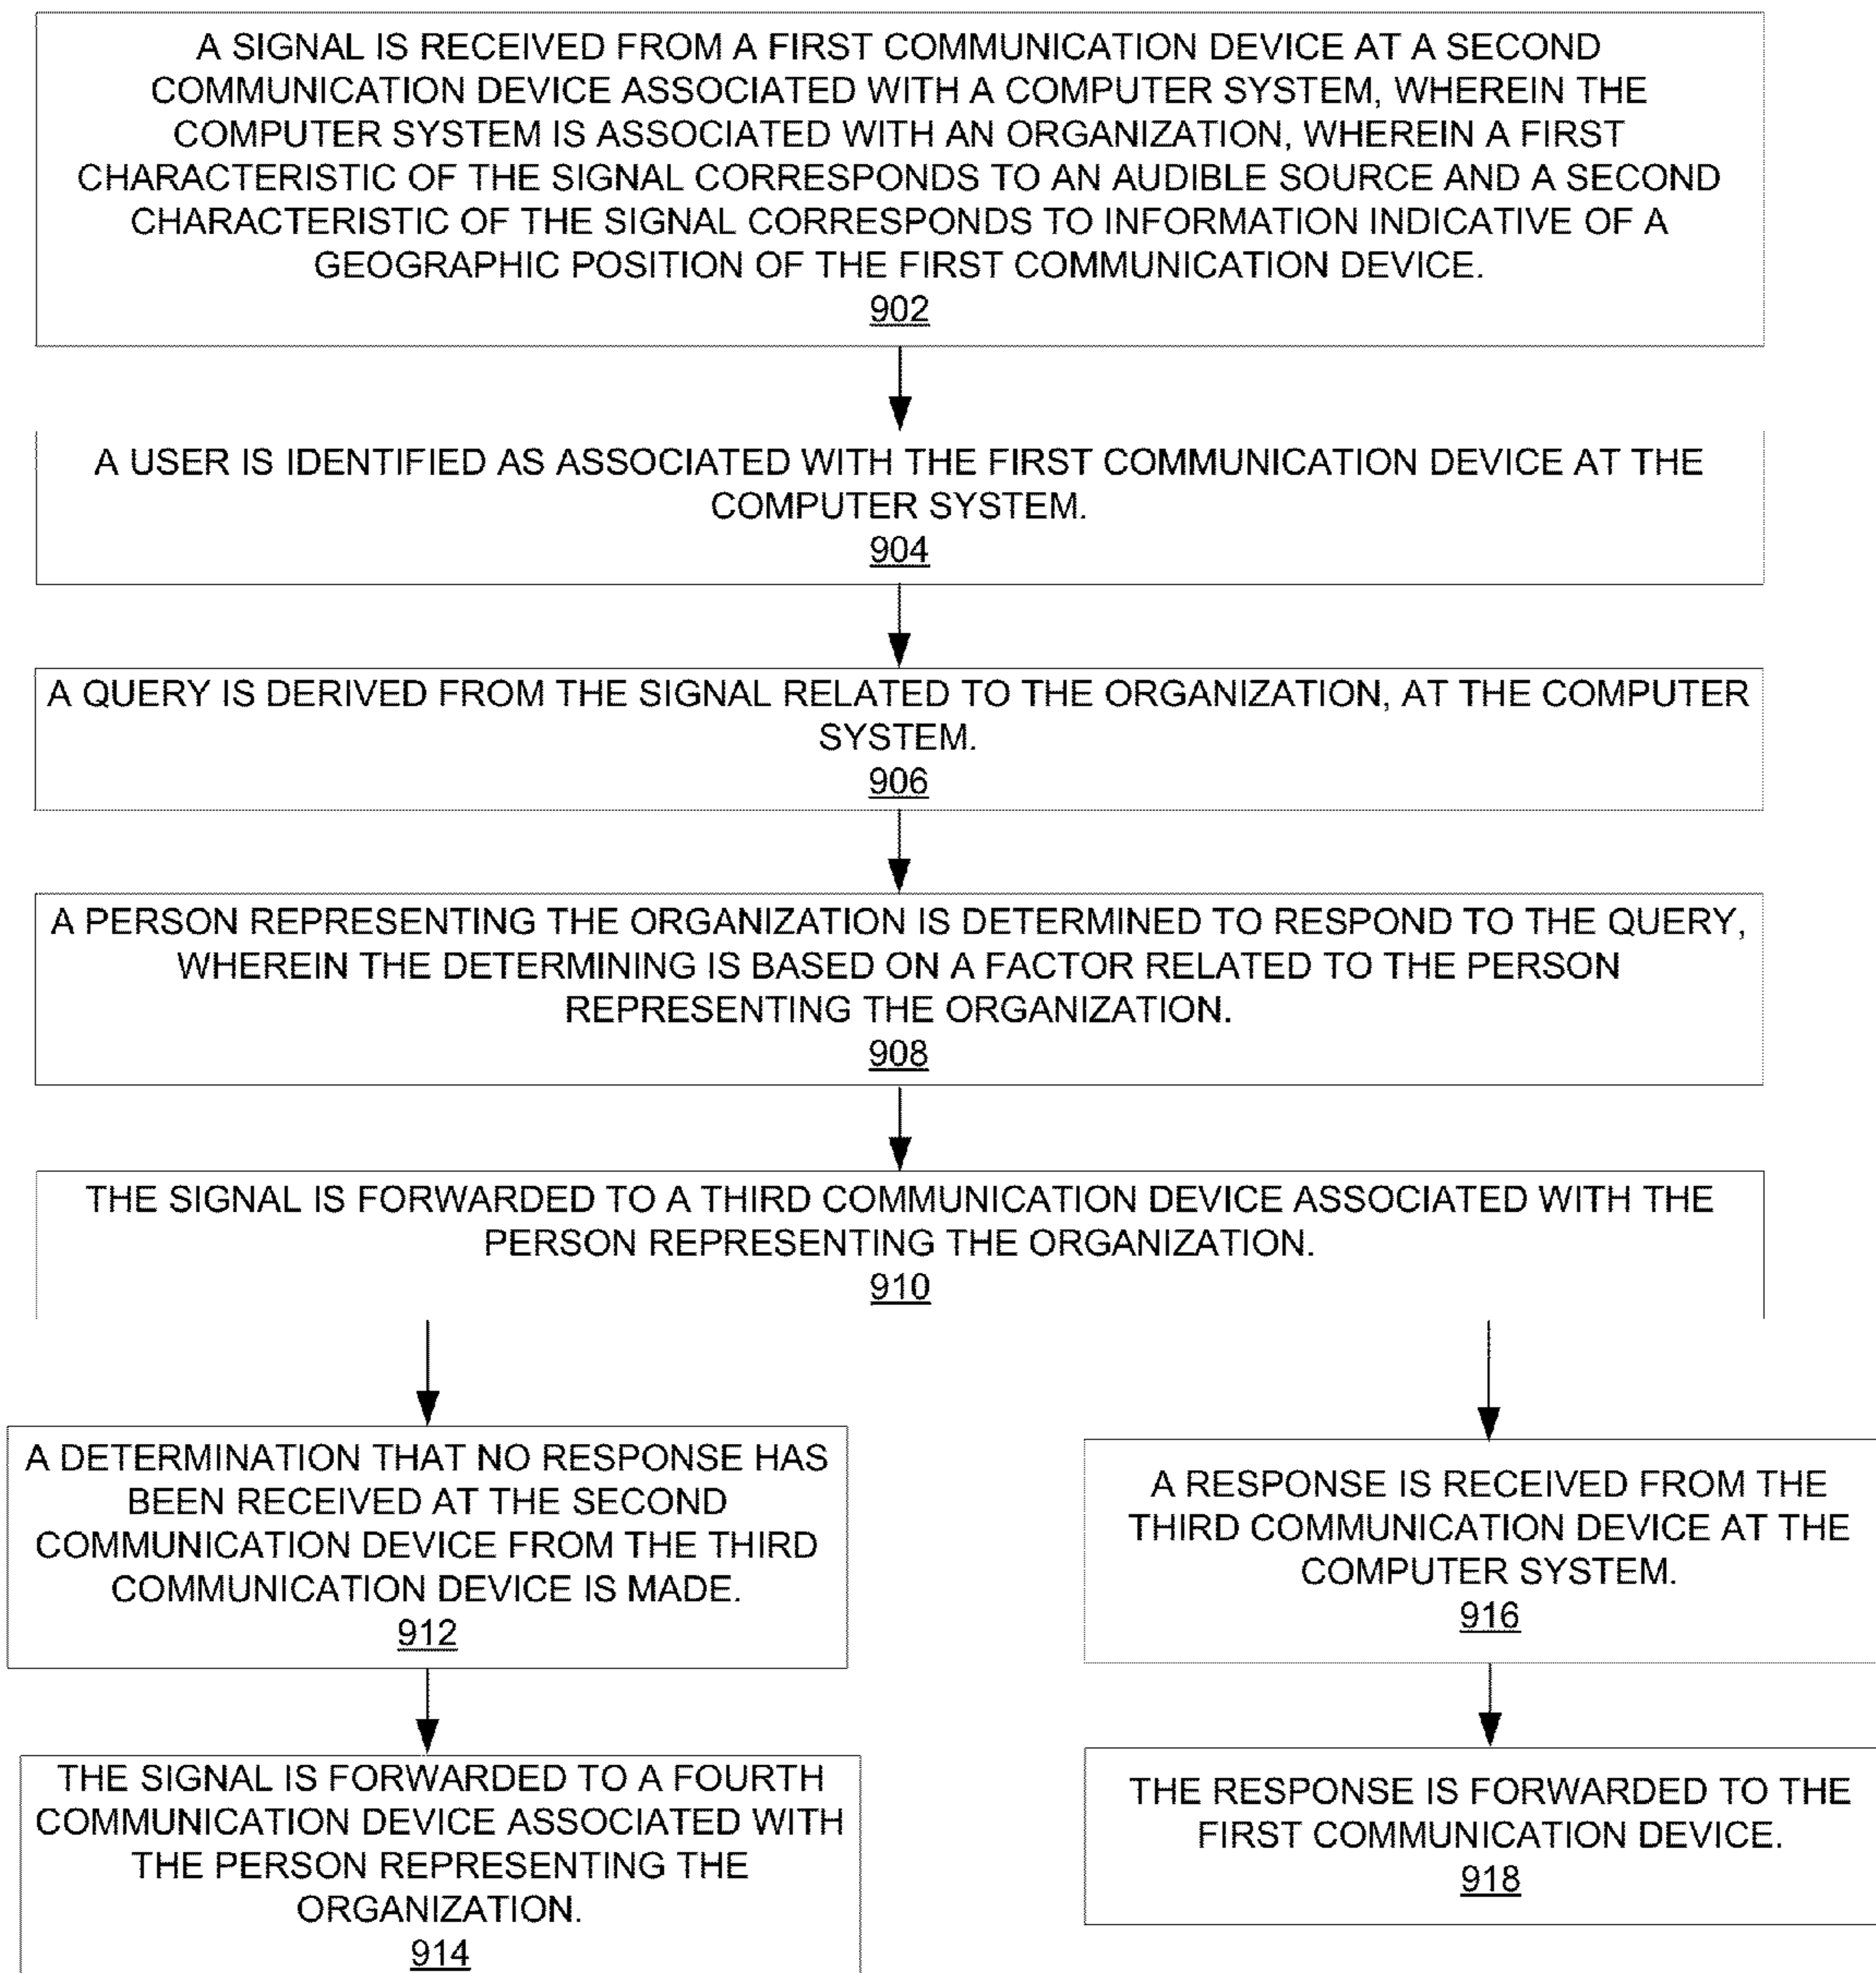 A SIGNAL IS RECEIVED FROM A FIRST COMMUNICATION DEVICE AT A SECOND
COMMUNICATION DEVICE ASSOCIATED WITH A COMPUTER SYSTEM, WHEREIN THE
COMPUTER SYSTEM IS ASSOCIATED WITH AN ORGANIZATION, WHEREIN A FIRST
CHARACTERISTIC OF THE SIGNAL CORRESPONDS TO AN AUDIBLE SOURCE AND A SECOND
CHARACTERISTIC OF THE SIGNAL CORRESPONDS TO INFORMATION INDICATIVE OF A
GEOGRAPHIC POSITION OF THE FIRST COMMUNICATION DEVICE.
902
A USER IS IDENTIFIED AS ASSOCIATED WITH THE FIRST COMMUNICATION DEVICE AT THE
COMPUTER SYSTEM.
904
A QUERY IS DERIVED FROM THE SIGNAL RELATED TO THE ORGANIZATION, AT THE COMPUTER
SYSTEM.
906
A PERSON REPRESENTING THE ORGANIZATION IS DETERMINED TO RESPOND TO THE QUERY,
WHEREIN THE DETERMINING IS BASED ON A FACTOR RELATED TO THE PERSON
REPRESENTING THE ORGANIZATION.
908
THE SIGNAL IS FORWARDED TO A THIRD COMMUNICATION DEVICE ASSOCIATED WITH THE
PERSON REPRESENTING THE ORGANIZATION.
910
A DETERMINATION THAT NO RESPONSE HAS
BEEN RECEIVED AT THE SECOND
COMMUNICATION DEVICE FROM THE THIRD
COMMUNICATION DEVICE IS MADE.
912
THE SIGNAL IS FORWARDED TO A FOURTH
COMMUNICATION DEVICE ASSOCIATED WITH
THE PERSON REPRESENTING THE
ORGANIZATION.
914
A RESPONSE IS RECEIVED FROM THE
THIRD COMMUNICATION DEVICE AT THE
COMPUTER SYSTEM.
916
THE RESPONSE IS FORWARDED TO THE
FIRST COMMUNICATION DEVICE.
918